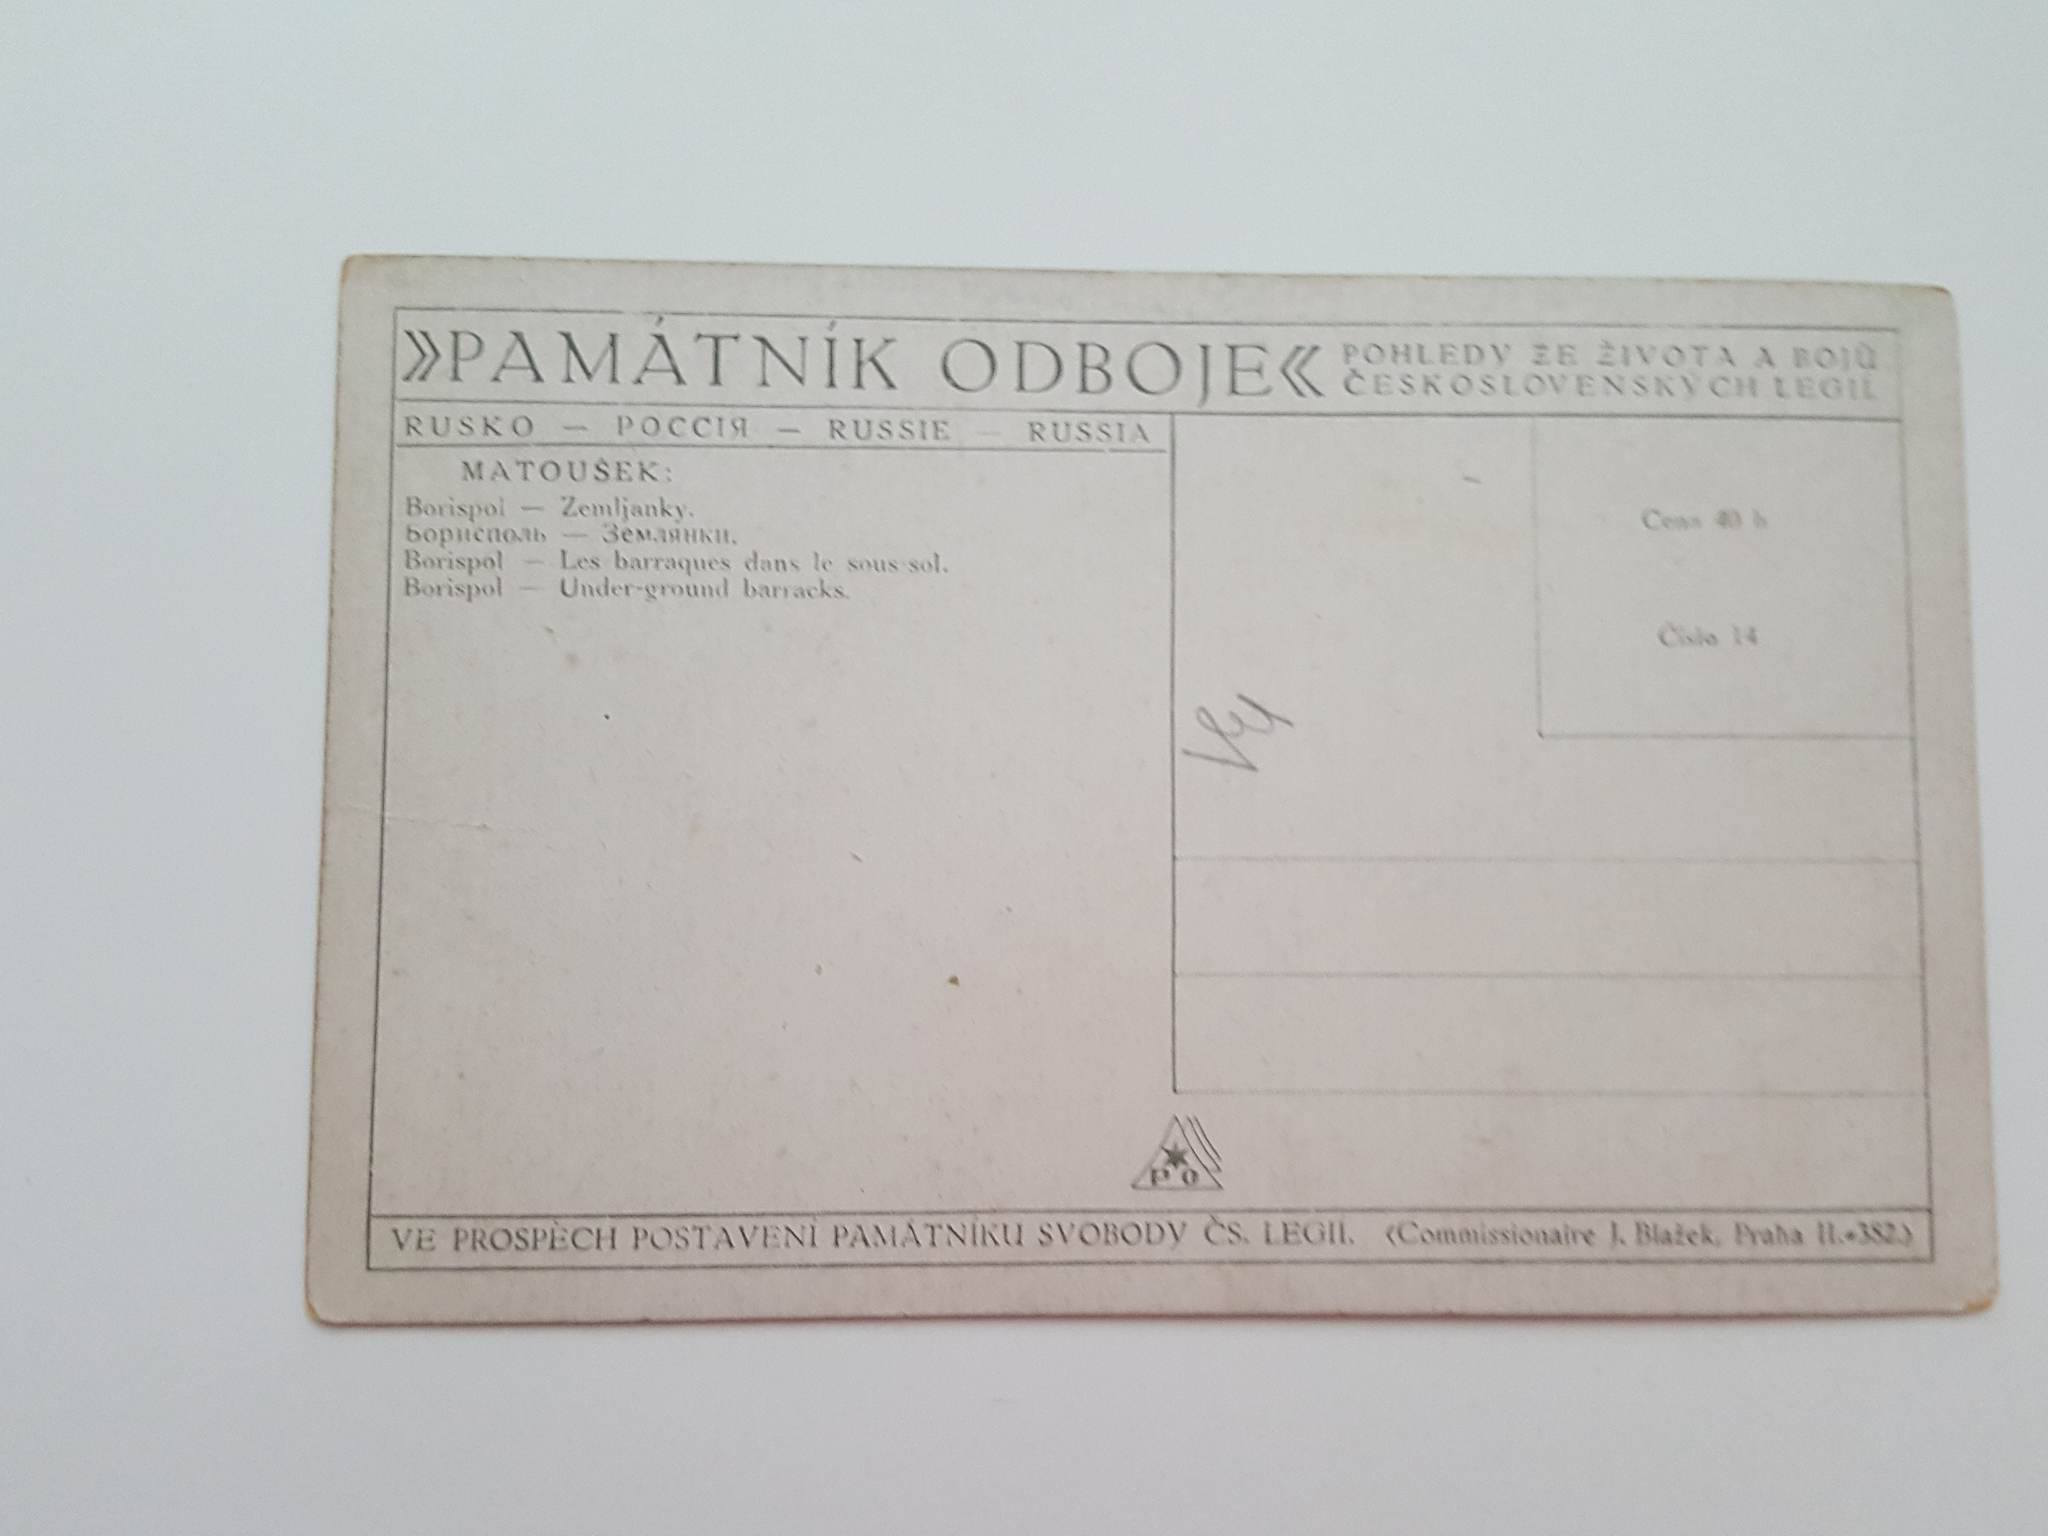 »PAMÁTNÍK ODBOJE«
POHLEDY ZE ŽIVOTA A BOJŮ
ČESKOSLOVENSKÝCH LEGIÍ
RUSKO — РОССІЯ — RUSSIE — RUSSIA
MATOUŠEK:
Borispol — Zemljanky.
Борисполь — Землянки.
Borispol — Les barraques dans le sous-sol.
Borispol — Under-ground barracks.
Cena 40 h
Číslo 14
P O
VE PROSPĚCH POSTAVENÍ PAMÁTNÍKU SVOBODY ČS. LEGIÍ. (Commissionaire J. Blažek, Praha II.-382.)